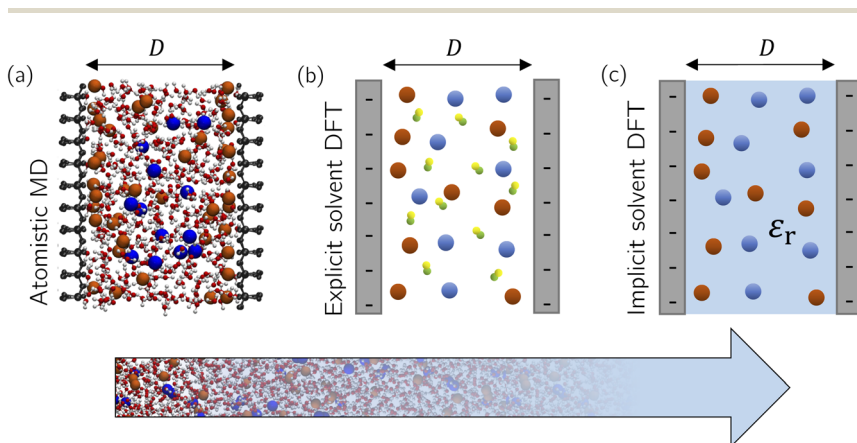 D
(a)
Atomistic MD
D
(b)
Explicit solvent DFT
- - - - - - - -
- - - - - - - -
D
(c)
Implicit solvent DFT
- - - - - - - -
εr
- - - - - - - -